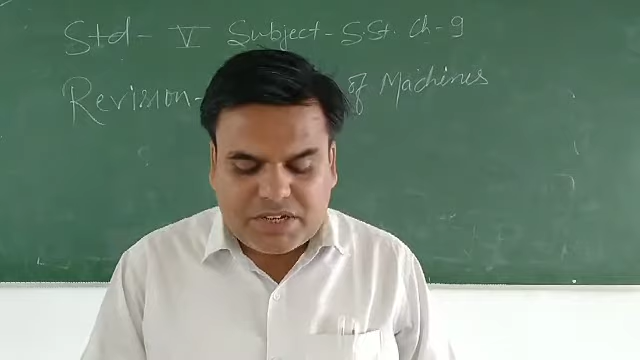 Std- V Subject- S.St. Ch-9
Revision- of Machines